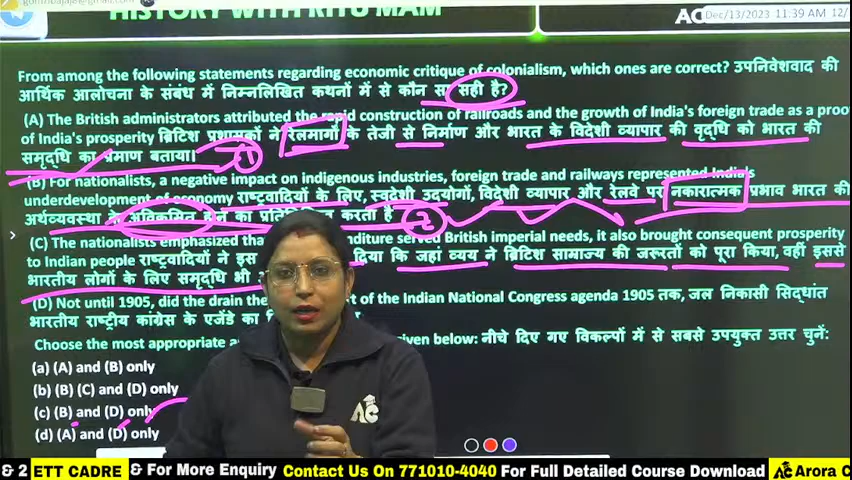 HISTORY WITH RITU MAM
AC
Dec/13/2023 11.39 AM 12/
From among the following statements regarding economic critique of colonialism, which ones are correct? उपनिवेशवाद की
आर्थिक आलोचना के संबंध में निम्नलिखित कथनों में से कौन सा सही है?
(A) The British administrators attributed the rapid construction of railroads and the growth of India's foreign trade as a proo
of India's prosperity ब्रिटिश प्रशासकों ने रेलमार्गों के तेजी से निर्माण और भारत के विदेशी व्यापार की वृद्धि को भारत की
समृद्धि का प्रमाण बताया।
(B) For nationalists, a negative impact on indigenous industries, foreign trade and railways represented India's
underdevelopment of economy राष्ट्रवादियों के लिए, स्वदेशी उदयोगों, विदेशी व्यापार और रेलवे पर नकारात्मक प्रभाव भारत की
अर्थव्यवस्था के अविकसित होने का करता है
(C) The nationalists emphasized tha nditure served British imperial needs, it also brought consequent prosperity
to Indian people राष्ट्रवादियों ने इस दिया कि जहां व्यय ने ब्रिटिश साम्राज्य की जरूरतों को पूरा किया, वहीं इससे
भारतीय लोगों के लिए समृद्धि भी
(D) Not until 1905, did the drain the rt of the Indian National Congress agenda 1905 तक, जल निकासी सिद्धांत
भारतीय राष्ट्रीय कांग्रेस के एजेंडे का
Choose the most appropriate a given below: नीचे दिए गए विकल्पों में से सबसे उपयुक्त उत्तर चुनें:
(a) (A) and (B) only
(b) (B) (C) and (D) only
(c) (B) and (D) only
(d) (A) and (D) only
AC
& 2 ETT CADRE & For More Enquiry Contact Us On 771010-4040 For Full Detailed Course Download AC Arora C